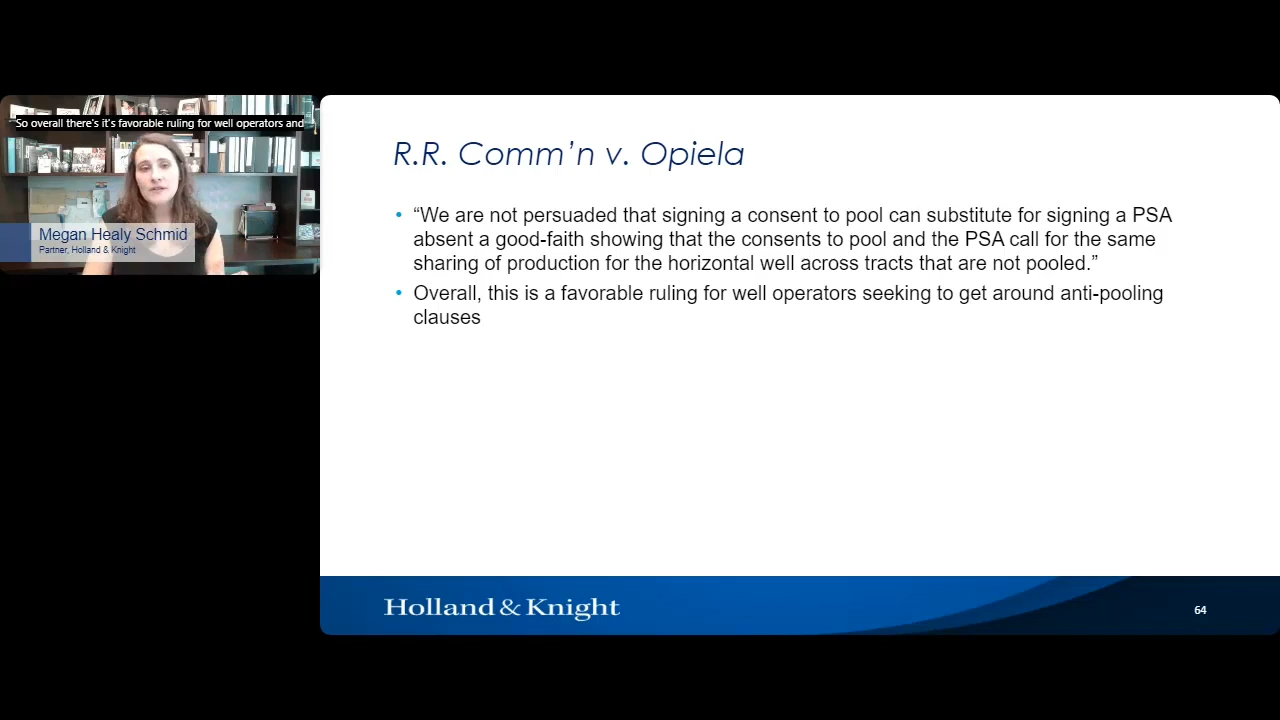 So overall there's it's favorable ruling for well operators and
Megan Healy Schmid
Partner, Holland & Knight
R.R. Comm’n v. Opiela
• “We are not persuaded that signing a consent to pool can substitute for signing a PSA
absent a good-faith showing that the consents to pool and the PSA call for the same
sharing of production for the horizontal well across tracts that are not pooled.”
• Overall, this is a favorable ruling for well operators seeking to get around anti-pooling
clauses
Holland & Knight
64